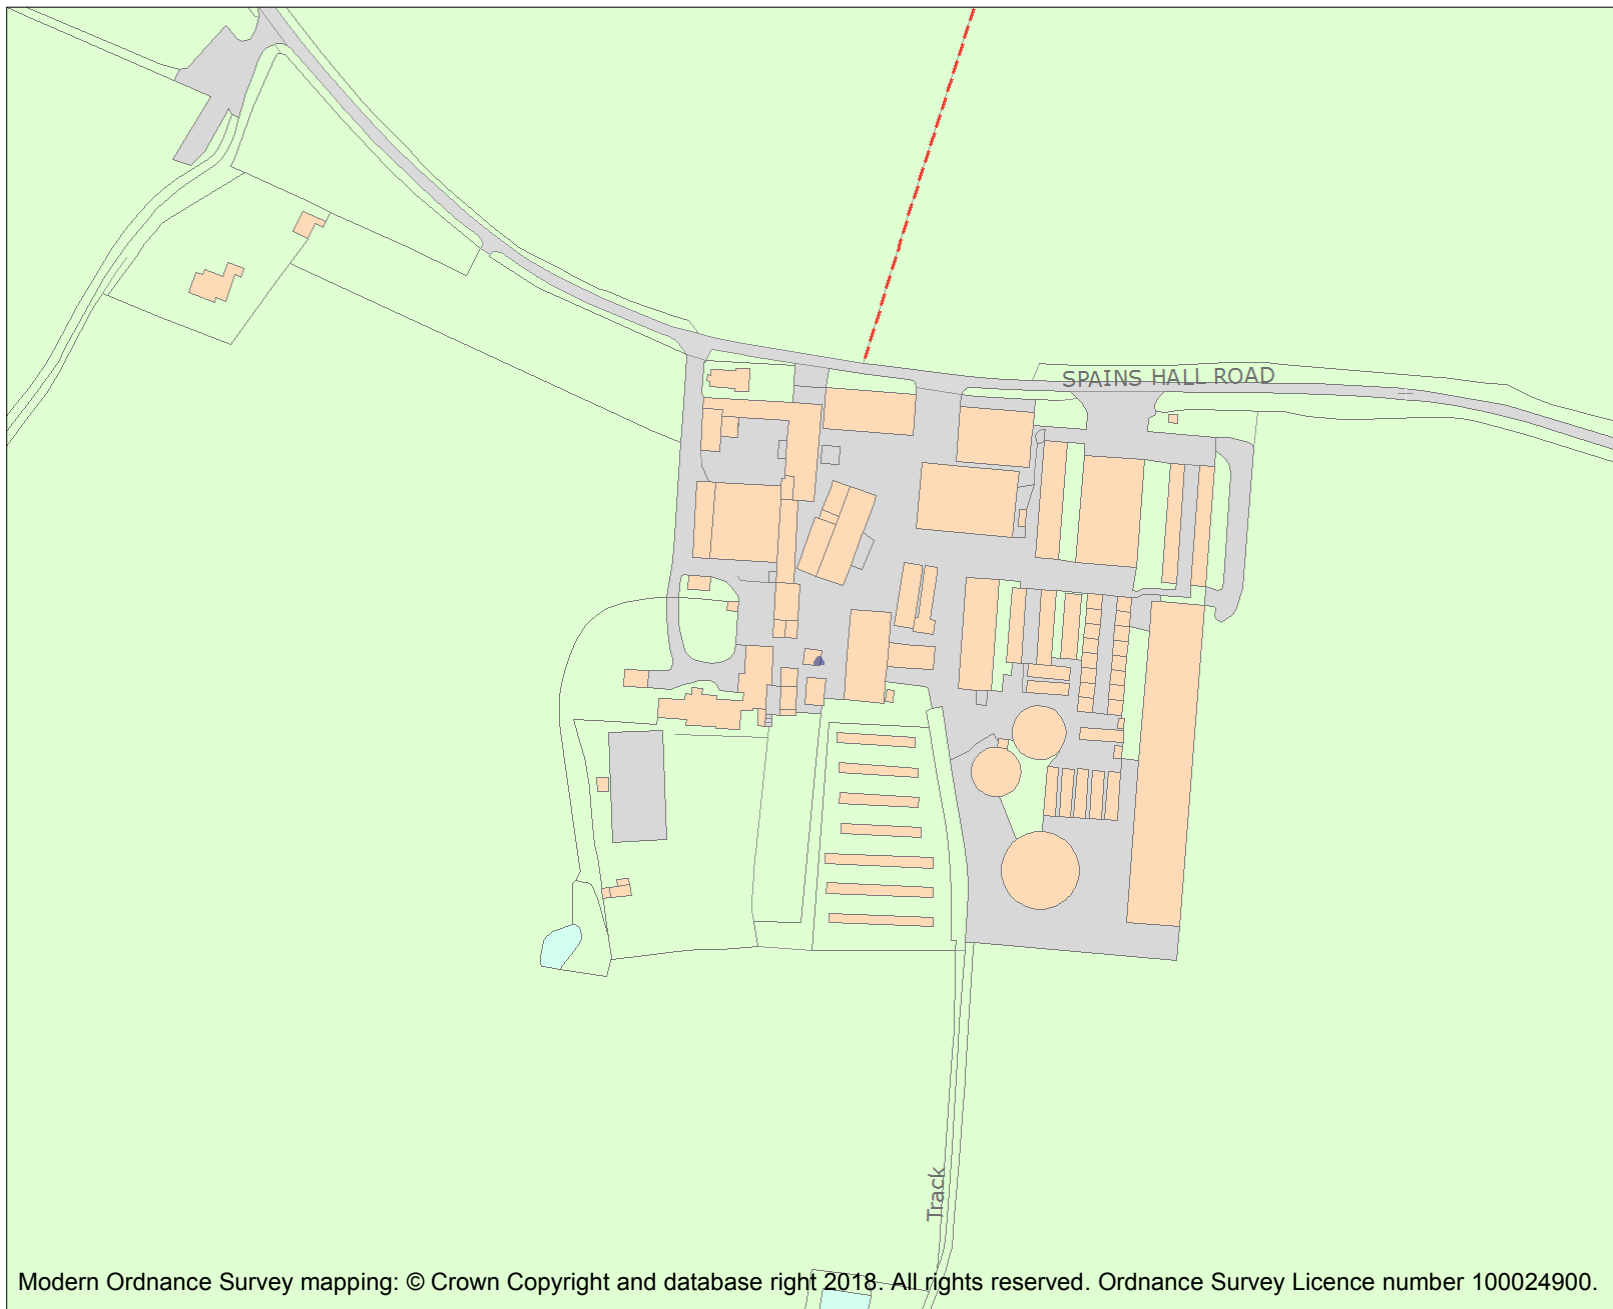 SPAINS HALL ROAD
Track
Modern Ordnance Survey mapping: © Crown Copyright and database right 2018. All rights reserved. Ordnance Survey Licence number 100024900.